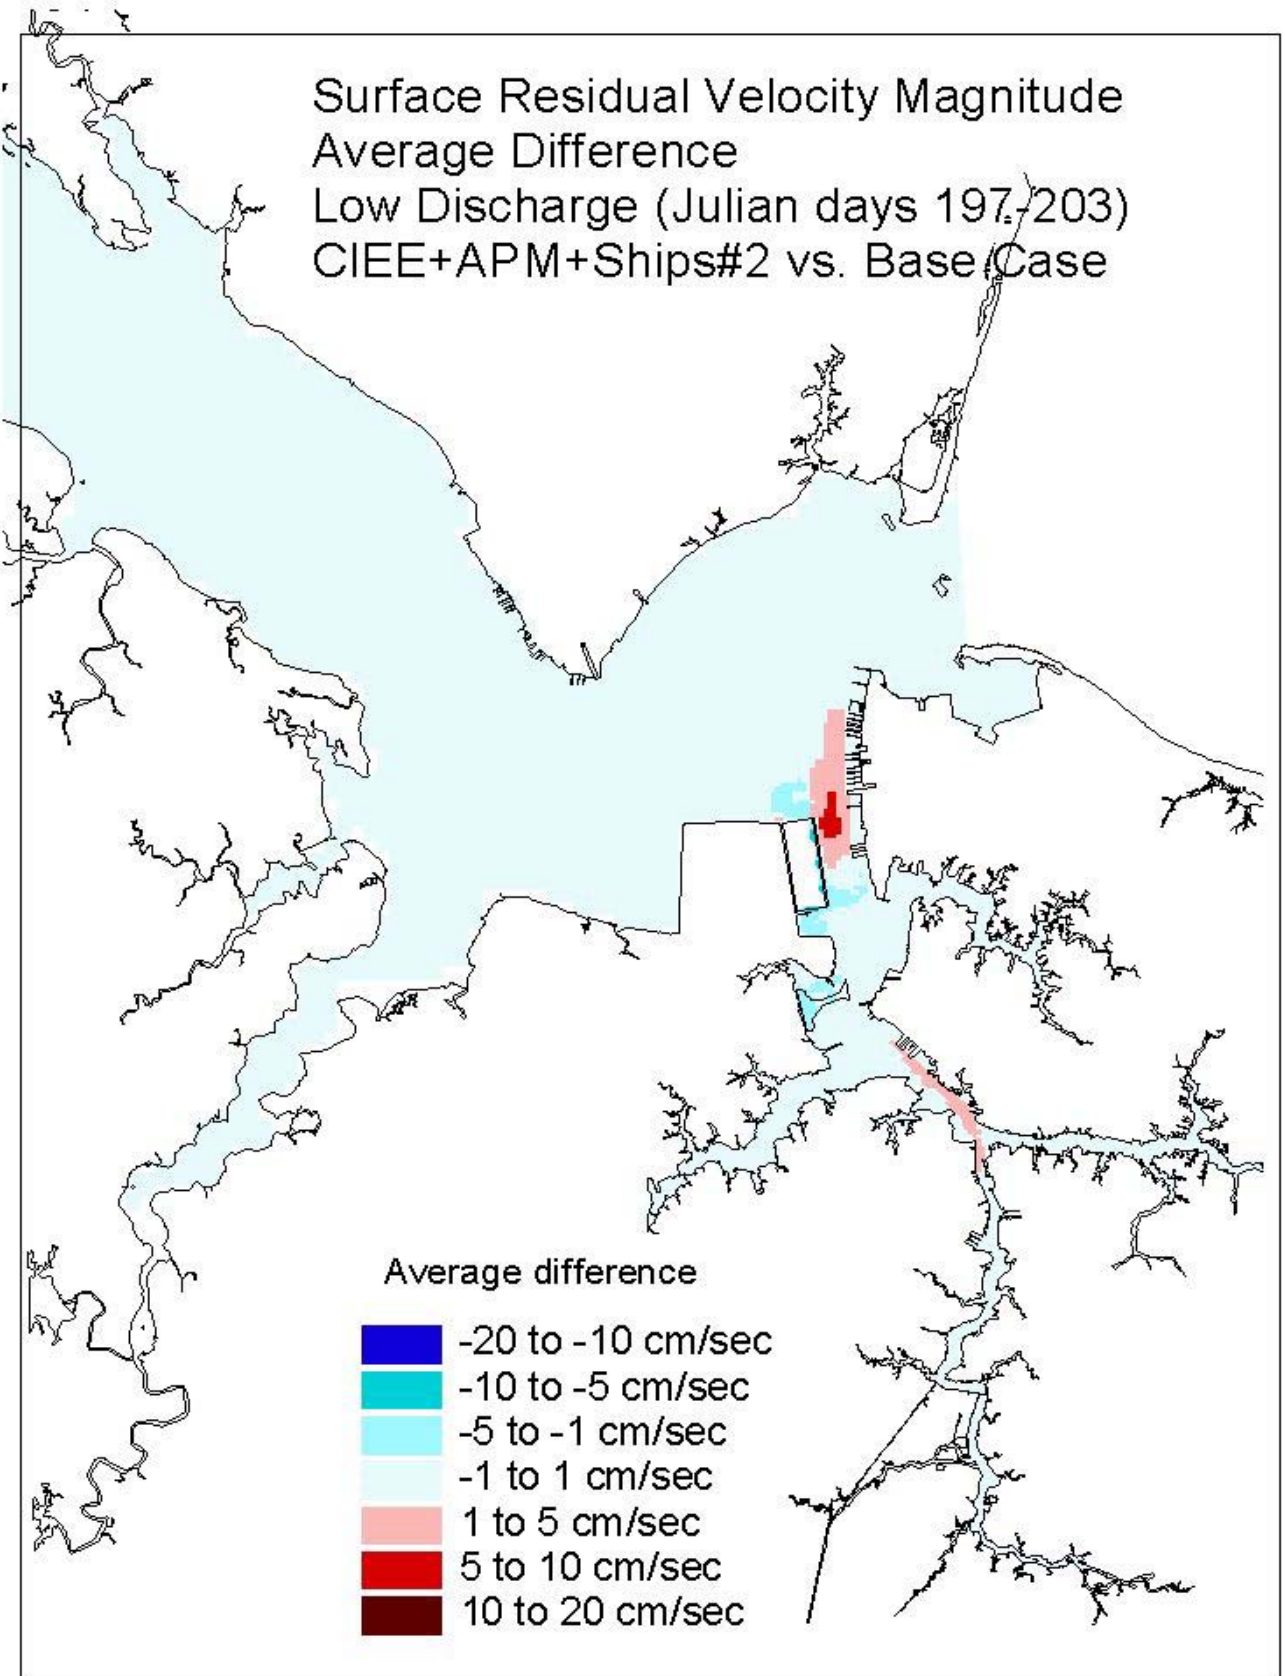 Surface Residual Velocity Magnitude
Average Difference
Low Discharge (Julian days 197-203)
CIEE+APM+Ships#2 vs. Base Case
Average difference
-20 to -10 cm/sec
-10 to -5 cm/sec
-5 to -1 cm/sec
-1 to 1 cm/sec
1 to 5 cm/sec
5 to 10 cm/sec
10 to 20 cm/sec